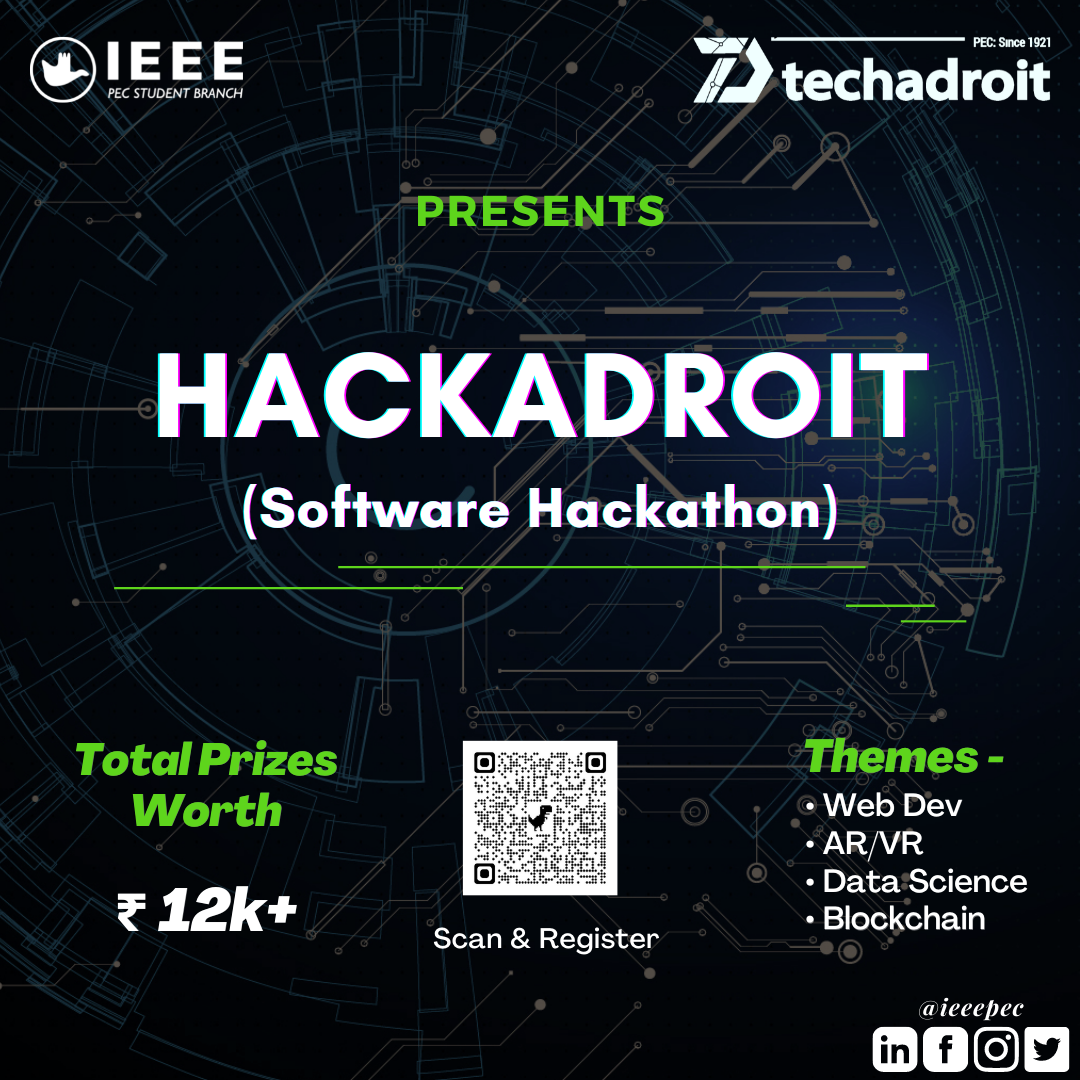 IEEE
PEC STUDENT BRANCH
PEC: Since 1921
techadroit
PRESENTS
HACKADROIT
(Software Hackathon)
Total Prizes
Worth
₹ 12k+
Scan & Register
Themes -
• Web Dev
• AR/VR
• Data Science
• Blockchain
@ieeepec
in f